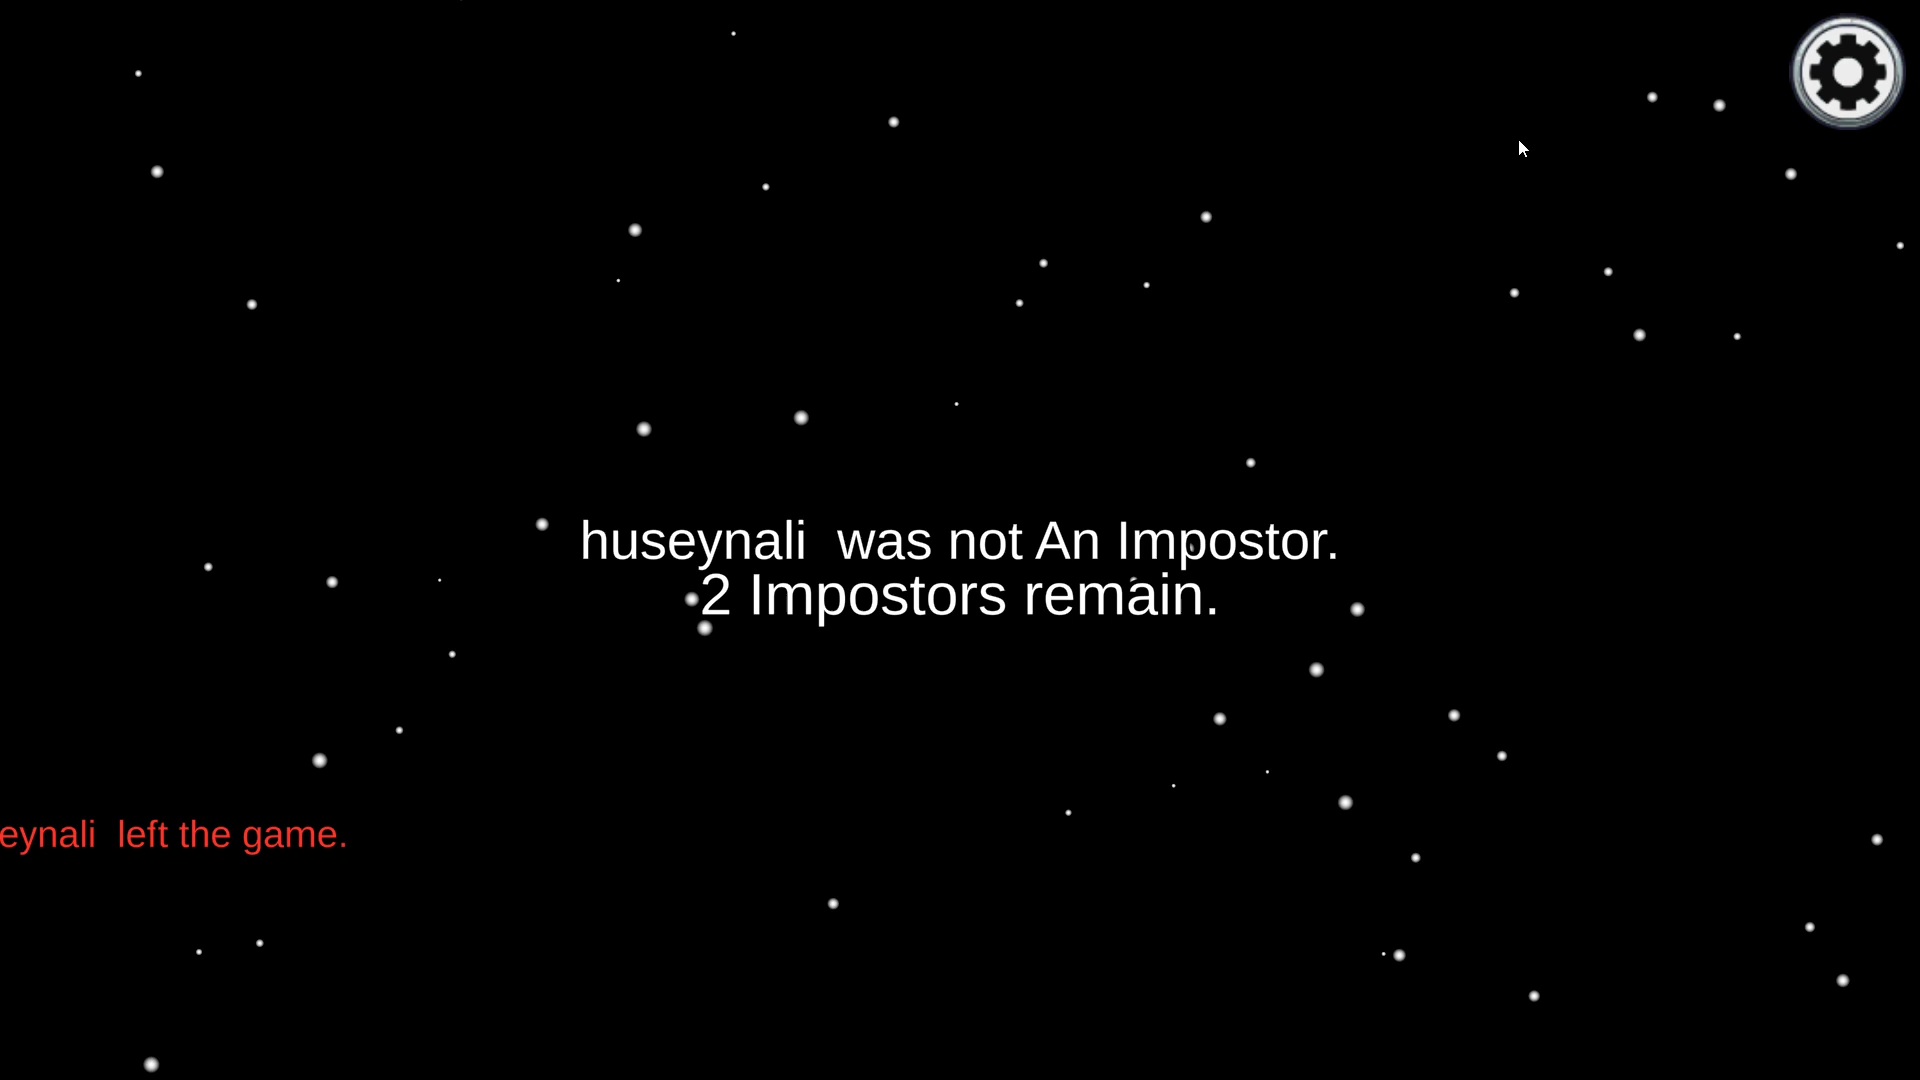 huseynali  was not An Impostor.
2 Impostors remain.
eynali  left the game.